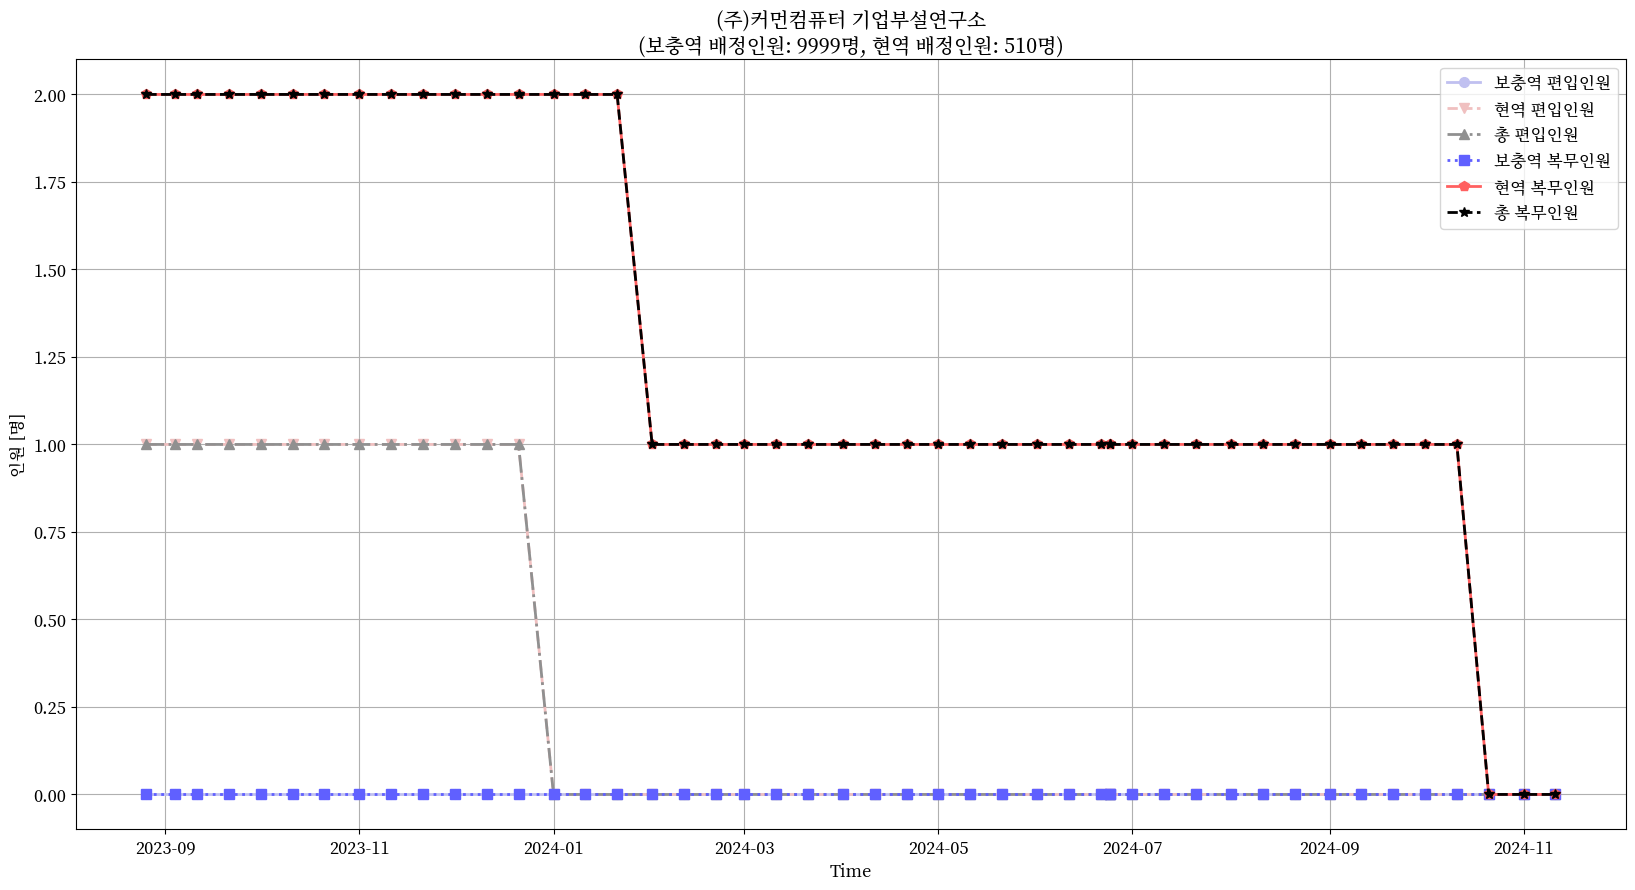 (주)커먼컴퓨터 기업부설연구소
(보충역 배정인원: 9999명, 현역 배정인원: 510명)
보충역 편입인원
현역 편입인원
총 편입인원
보충역 복무인원
현역 복무인원
총 복무인원
인원 [명]
2.00
1.75
1.50
1.25
1.00
0.75
0.50
0.25
0.00
2023-09 2023-11 2024-01 2024-03 2024-05 2024-07 2024-09 2024-11
Time